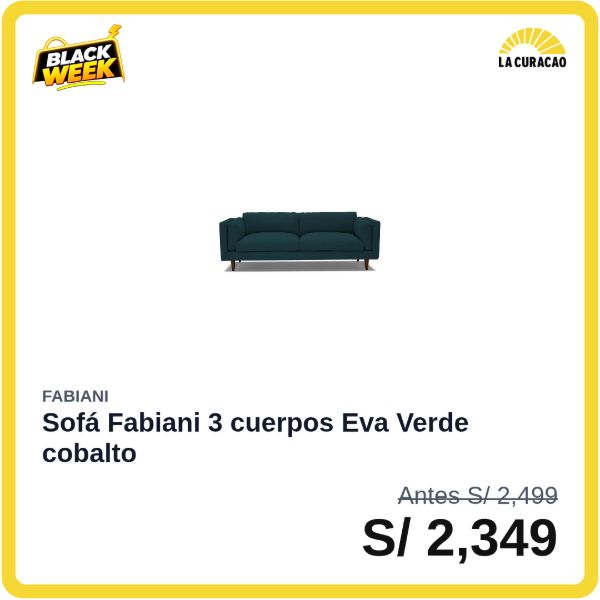 BLACK
WEEK
LA CURACAO
FABIANI
Sofá Fabiani 3 cuerpos Eva Verde
cobalto
Antes S/ 2,499
S/ 2,349